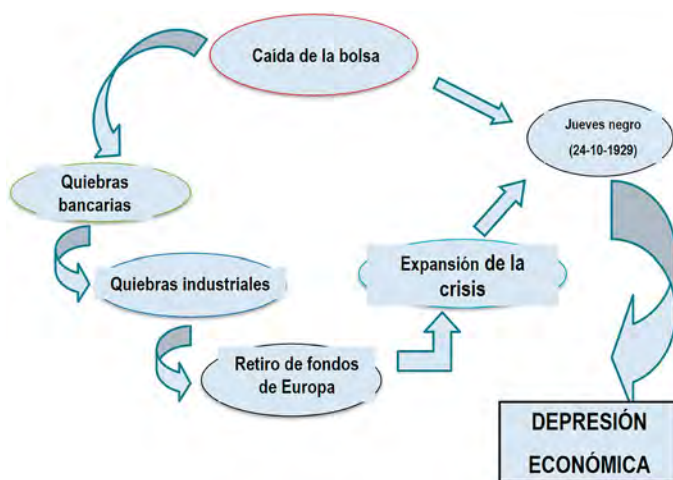 Caída de la bolsa
Jueves negro
(24-10-1929)
Quiebras
bancarias
Quiebras industriales
Retiro de fondos
de Europa
Expansión de la
crisis
DEPRESIÓN
ECONÓMICA